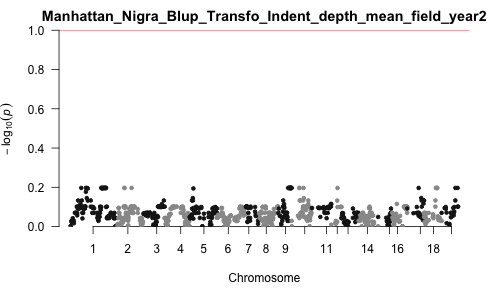 Manhattan_Nigra_Blup_Transfo_Indent_depth_mean_field_year2
1.0
0.8
0.6
0.4
0.2
0.0
− log10(p)
1 2 3 4 5 6 7 8 9 11 14 16 18
Chromosome